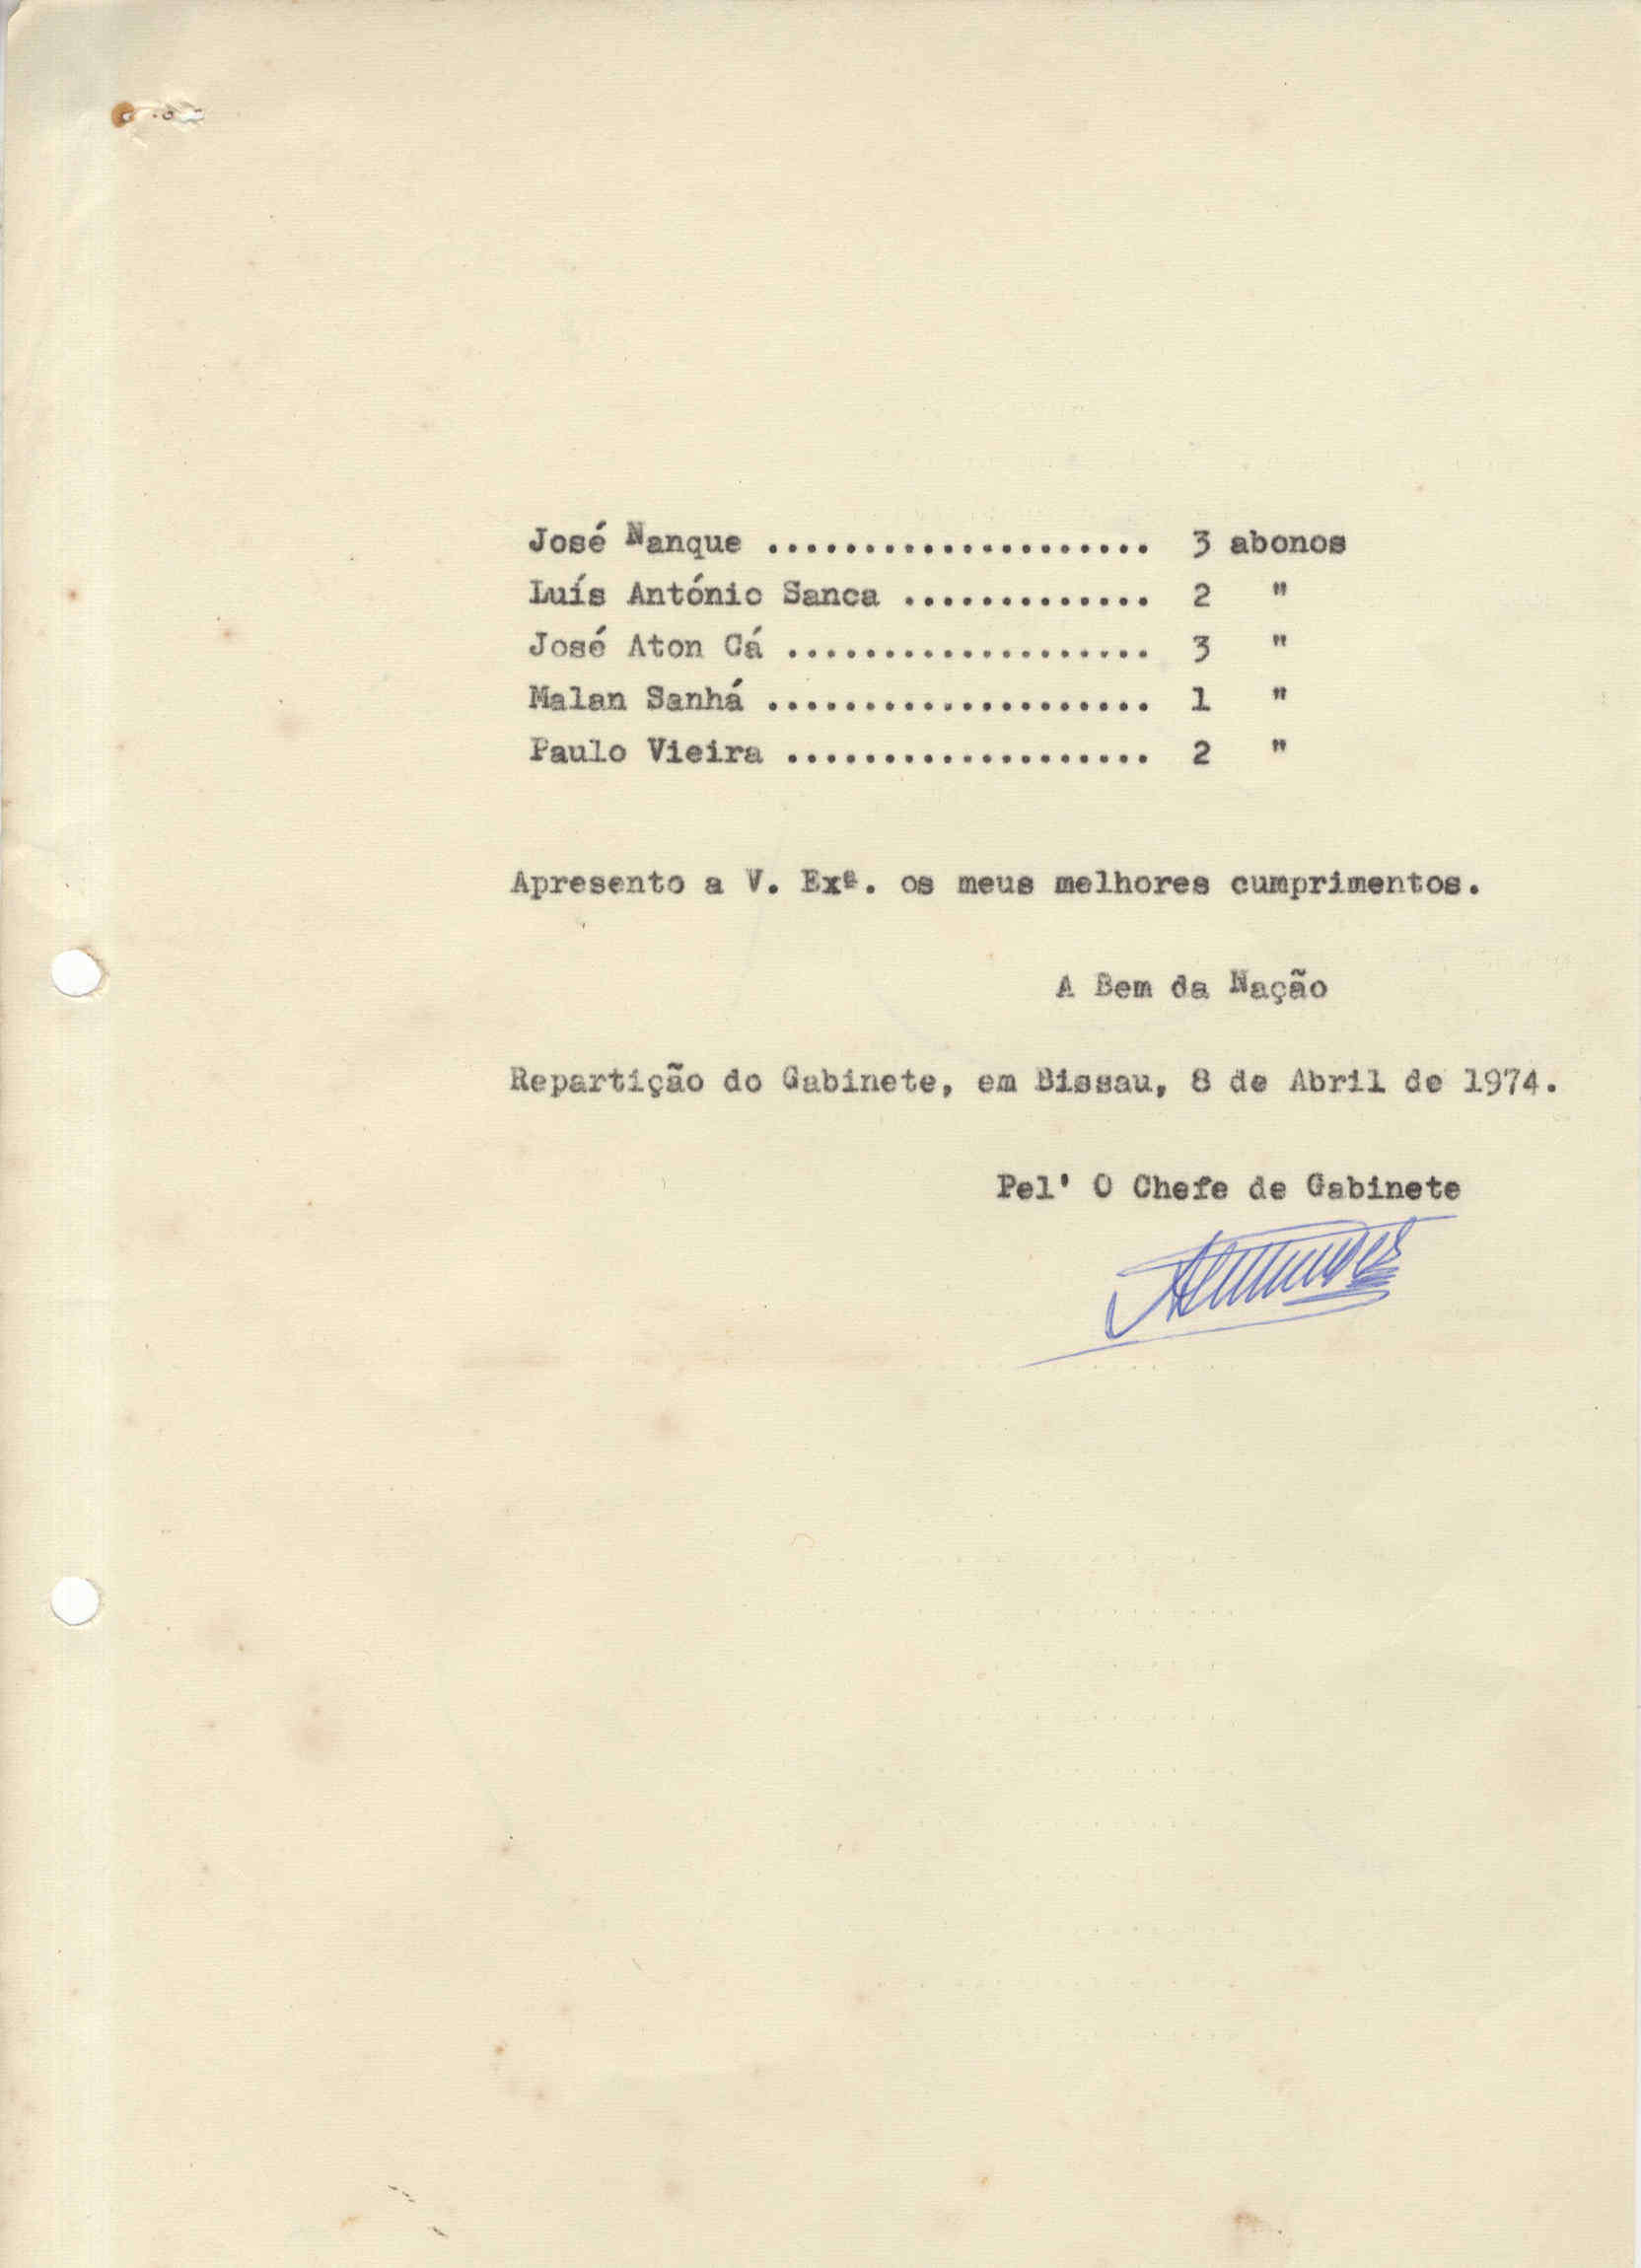 José Nanque .................... 3 abonos
Luís António Sanca ............. 2 "
José Aton Cá ................... 3 "
Malan Sanhá .................... 1 "
Paulo Vieira ................... 2 "
Apresento a V. Exª. os meus melhores cumprimentos.
A Bem da Nação
Repartição do Gabinete, em Bissau, 8 de Abril de 1974.
Pel' O Chefe de Gabinete